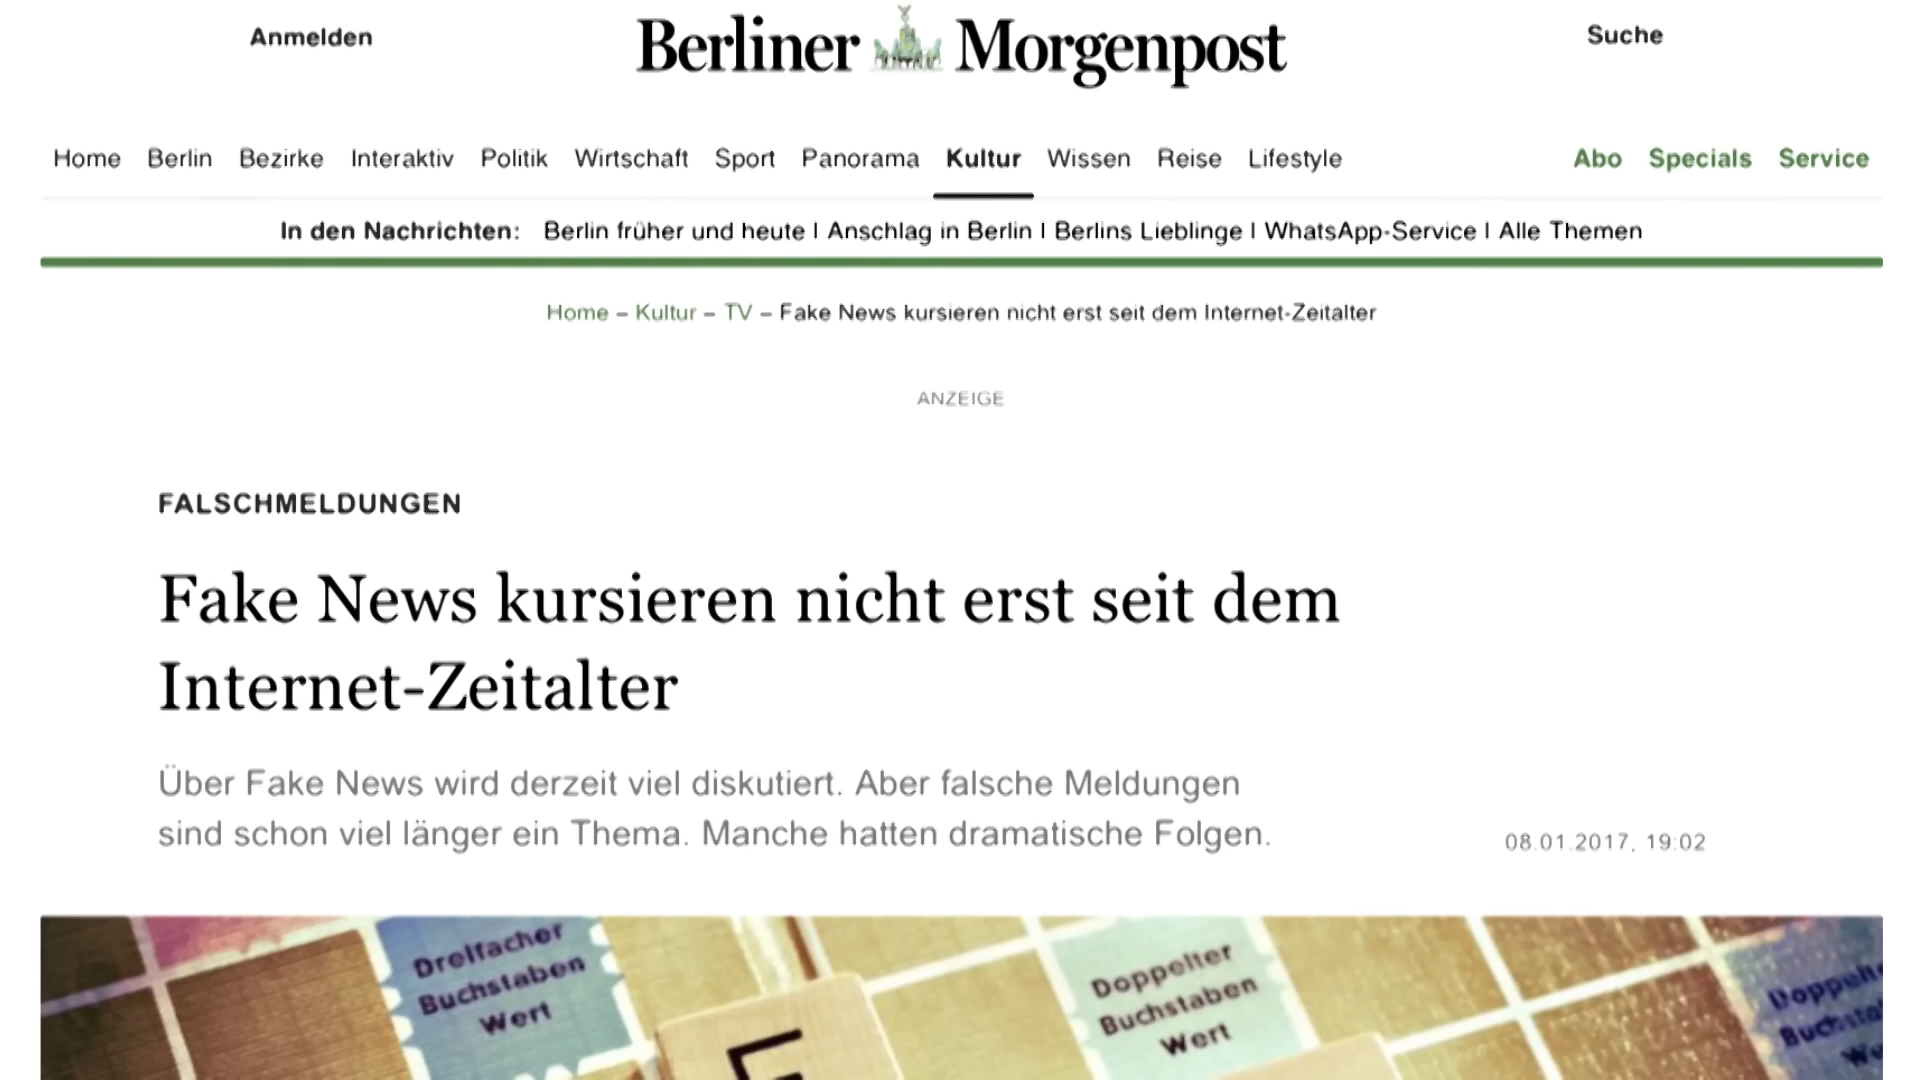 Anmelden
Berliner Morgenpost
Suche
Home Berlin Bezirke Interaktiv Politik Wirtschaft Sport Panorama Kultur Wissen Reise Lifestyle Abo Specials Service
In den Nachrichten: Berlin früher und heute | Anschlag in Berlin | Berlins Lieblinge | WhatsApp-Service | Alle Themen
Home – Kultur – TV – Fake News kursieren nicht erst seit dem Internet-Zeitalter
ANZEIGE
FALSCHMELDUNGEN
Fake News kursieren nicht erst seit dem
Internet-Zeitalter
Über Fake News wird derzeit viel diskutiert. Aber falsche Meldungen
sind schon viel länger ein Thema. Manche hatten dramatische Folgen.
08.01.2017, 19:02
Dreifacher
Buchstaben
Wert
Doppelter
Buchstaben
Wert